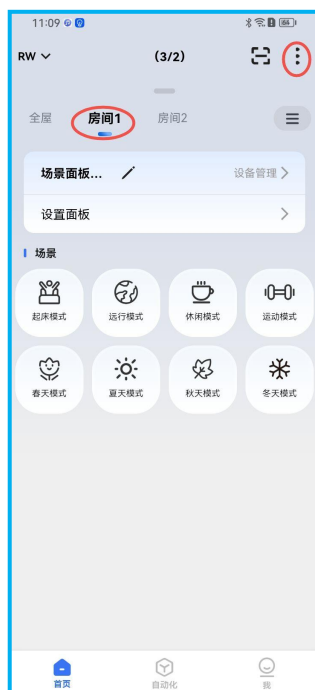 11:09
RW
(3/2)
全屋 房间1 房间2
场景面板... 设备管理
设置面板
场景
起床模式 远行模式 休闲模式 运动模式
春天模式 夏天模式 秋天模式 冬天模式
首页 自动化 我